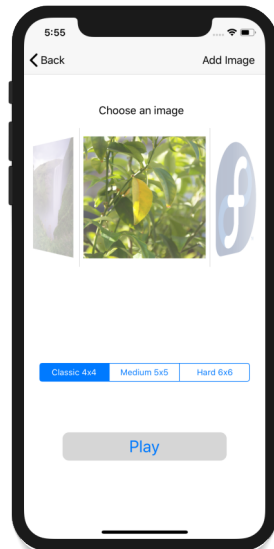 5:55
Back Add Image
Choose an image
Classic 4x4 Medium 5x5 Hard 6x6
Play